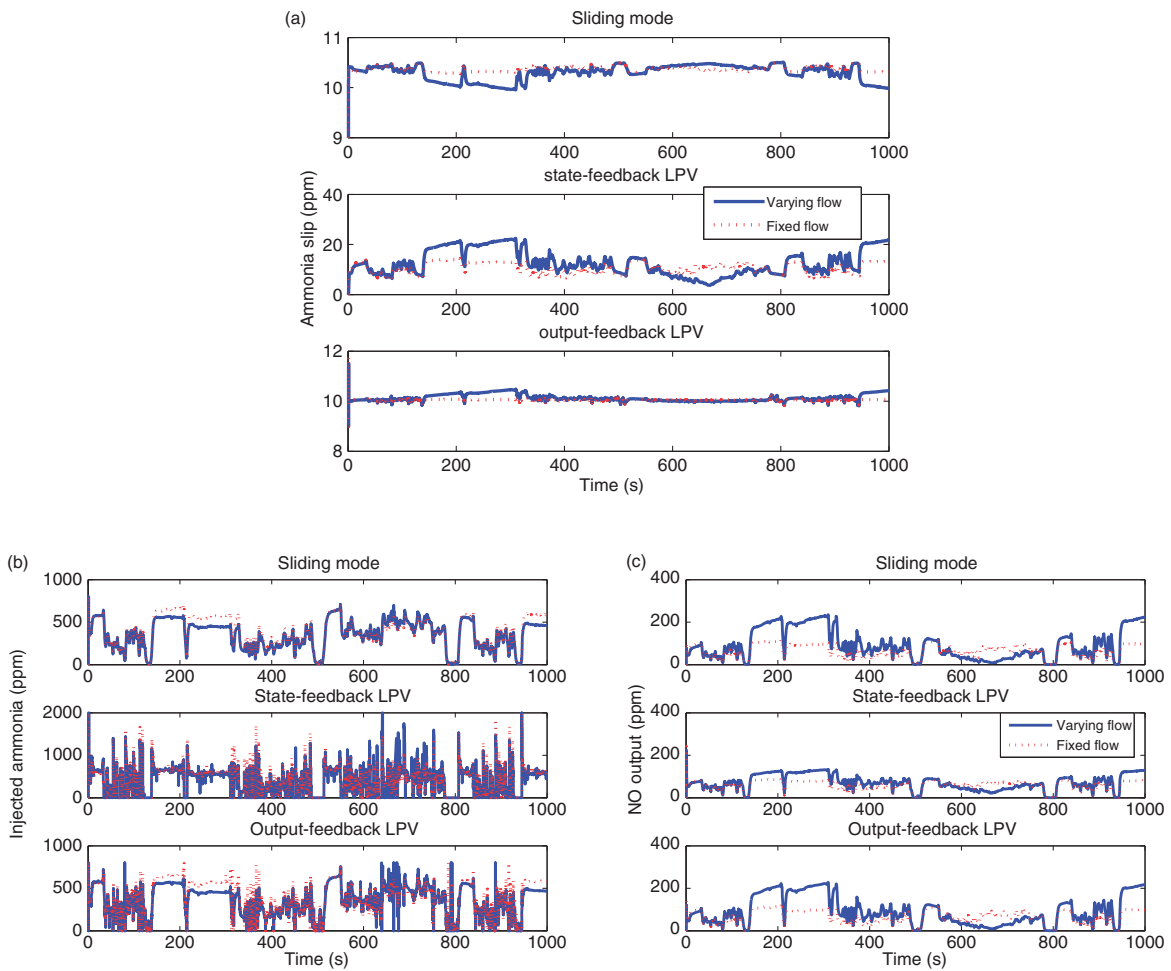 (a)
Sliding mode
11
10
9
0 200 400 600 800 1000
state-feedback LPV
40
20
0
Varying flow
Fixed flow
0 200 400 600 800 1000
Ammonia slip (ppm)
output-feedback LPV
12
10
8
0 200 400 600 800 1000
Time (s)
(b)
Sliding mode
1000
500
0
0 200 400 600 800 1000
State-feedback LPV
2000
1000
0
0 200 400 600 800 1000
Injected ammonia (ppm)
Output-feedback LPV
1000
500
0
0 200 400 600 800 1000
Time (s)
(c)
Sliding mode
400
200
0
0 200 400 600 800 1000
State-feedback LPV
400
200
0
Varying flow
Fixed flow
0 200 400 600 800 1000
NO output (ppm)
Output-feedback LPV
400
200
0
0 200 400 600 800 1000
Time (s)